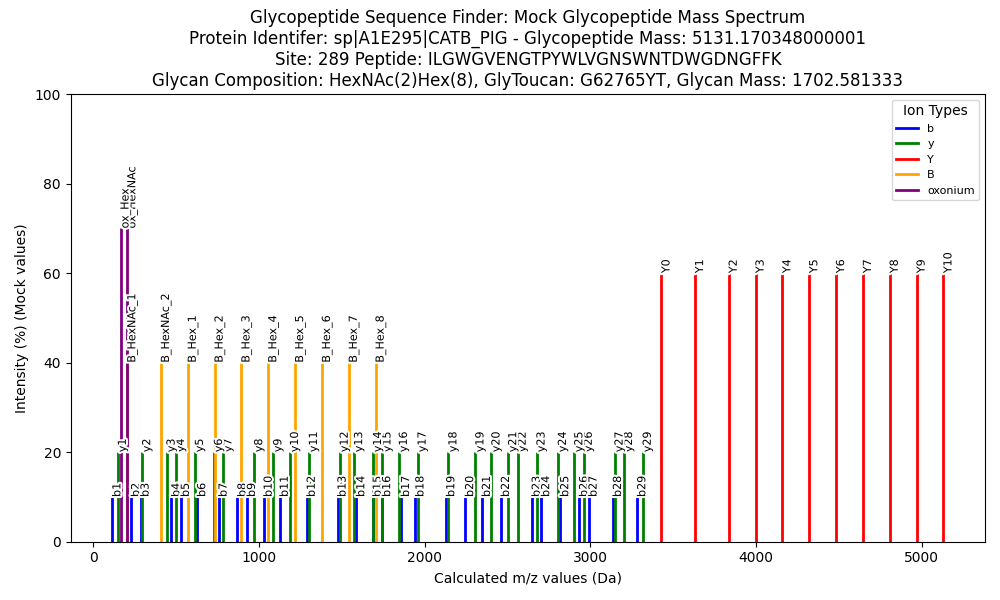 Glycopeptide Sequence Finder: Mock Glycopeptide Mass Spectrum
Protein Identifer: sp|A1E295|CATB_PIG - Glycopeptide Mass: 5131.170348000001
Site: 289 Peptide: ILGWGVENGTPYWLVGNSWNTDWGDNGFFK
Glycan Composition: HexNAc(2)Hex(8), GlyToucan: G62765YT, Glycan Mass: 1702.581333
Intensity (%) (Mock values)
100
80
60
40
20
0
Ion Types
b
y
Y
B
oxonium
ox_Hex
ox_HexNAc
B_HexNAc_1
B_HexNAc_2
B_Hex_1
B_Hex_2
B_Hex_3
B_Hex_4
B_Hex_5
B_Hex_6
B_Hex_7
B_Hex_8
Y0
Y1
Y2
Y3
Y4
Y5
Y6
Y7
Y8
Y9
Y10
y1
y2
y3
y4
y5
y6
y7
y8
y9
y10
y11
y12
y13
y14
y15
y16
y17
y18
y19
y20
y21
y22
y23
y24
y25
y26
y27
y28
y29
b1
b2
b3
b4
b5
b6
b7
b8
b9
b10
b11
b12
b13
b14
b15
b16
b17
b18
b19
b20
b21
b22
b23
b24
b25
b26
b27
b28
b29
0
1000
2000
3000
4000
5000
Calculated m/z values (Da)